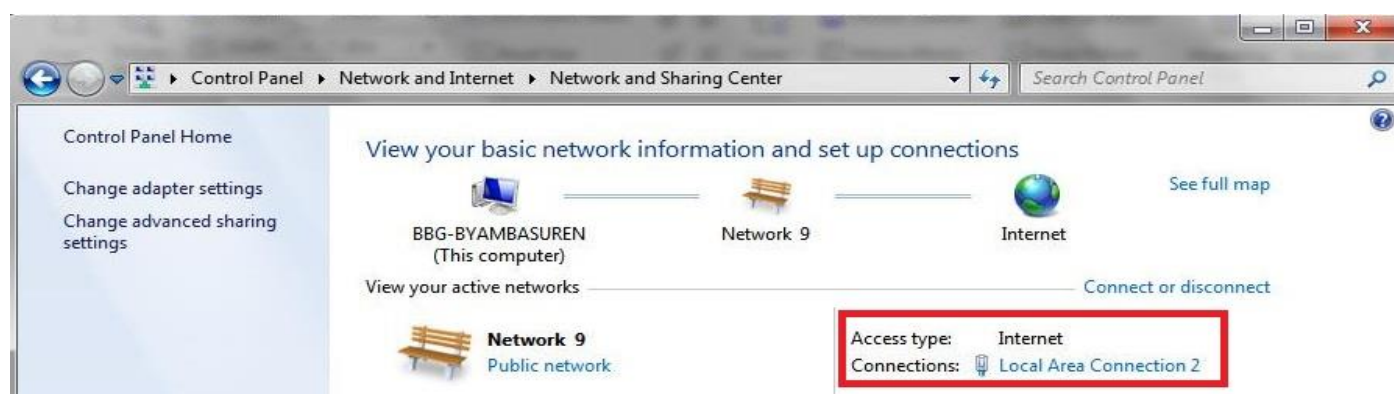 Control Panel ▸ Network and Internet ▸ Network and Sharing Center
Search Control Panel
Control Panel Home
Change adapter settings
Change advanced sharing
settings
View your basic network information and set up connections
See full map
BBG-BYAMBASUREN
(This computer)
Network 9
Internet
View your active networks
Connect or disconnect
Network 9
Public network
Access type: Internet
Connections: Local Area Connection 2